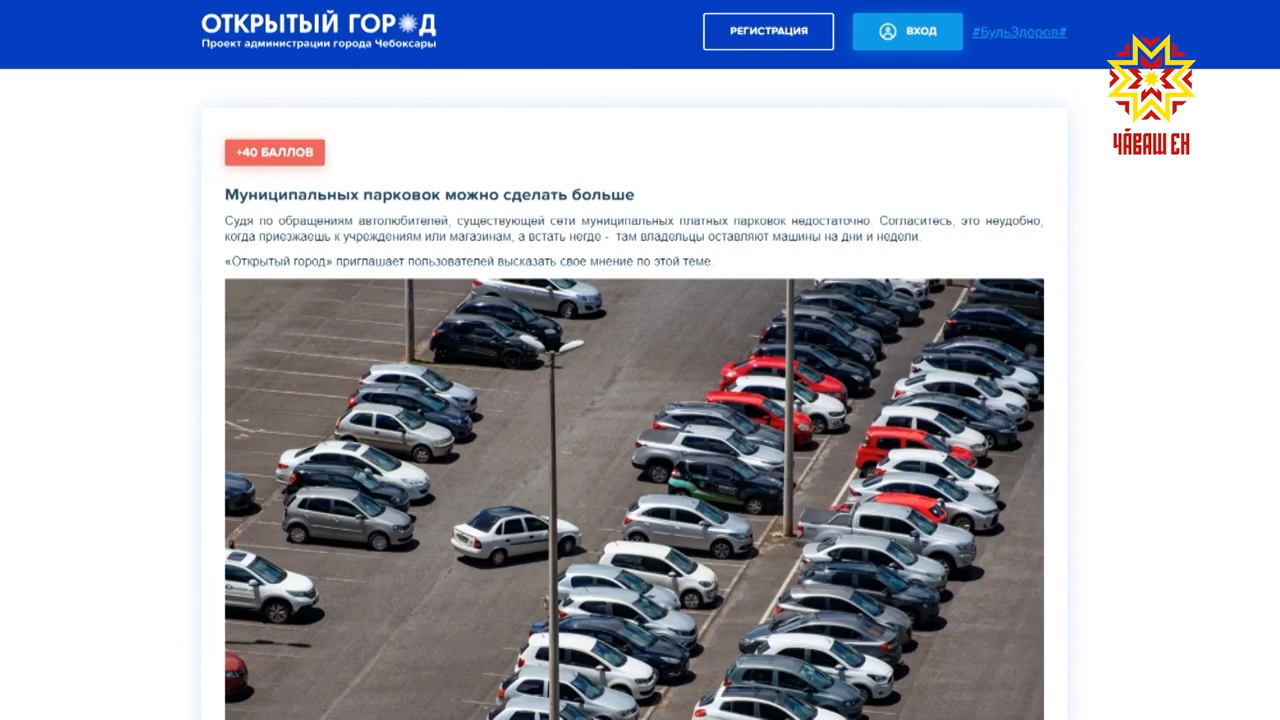 ОТКРЫТЫЙ ГОРОД
Проект администрации города Чебоксары
РЕГИСТРАЦИЯ
ВХОД
#БудьЗдоров#
ЧĂВАШ ЕН
+40 БАЛЛОВ
Муниципальных парковок можно сделать больше
Судя по обращениям автолюбителей, существующей сети муниципальных платных парковок недостаточно. Согласитесь, это неудобно,
когда приезжаешь к учреждениям или магазинам, а встать негде - там владельцы оставляют машины на дни и недели.
«Открытый город» приглашает пользователей высказать свое мнение по этой теме.